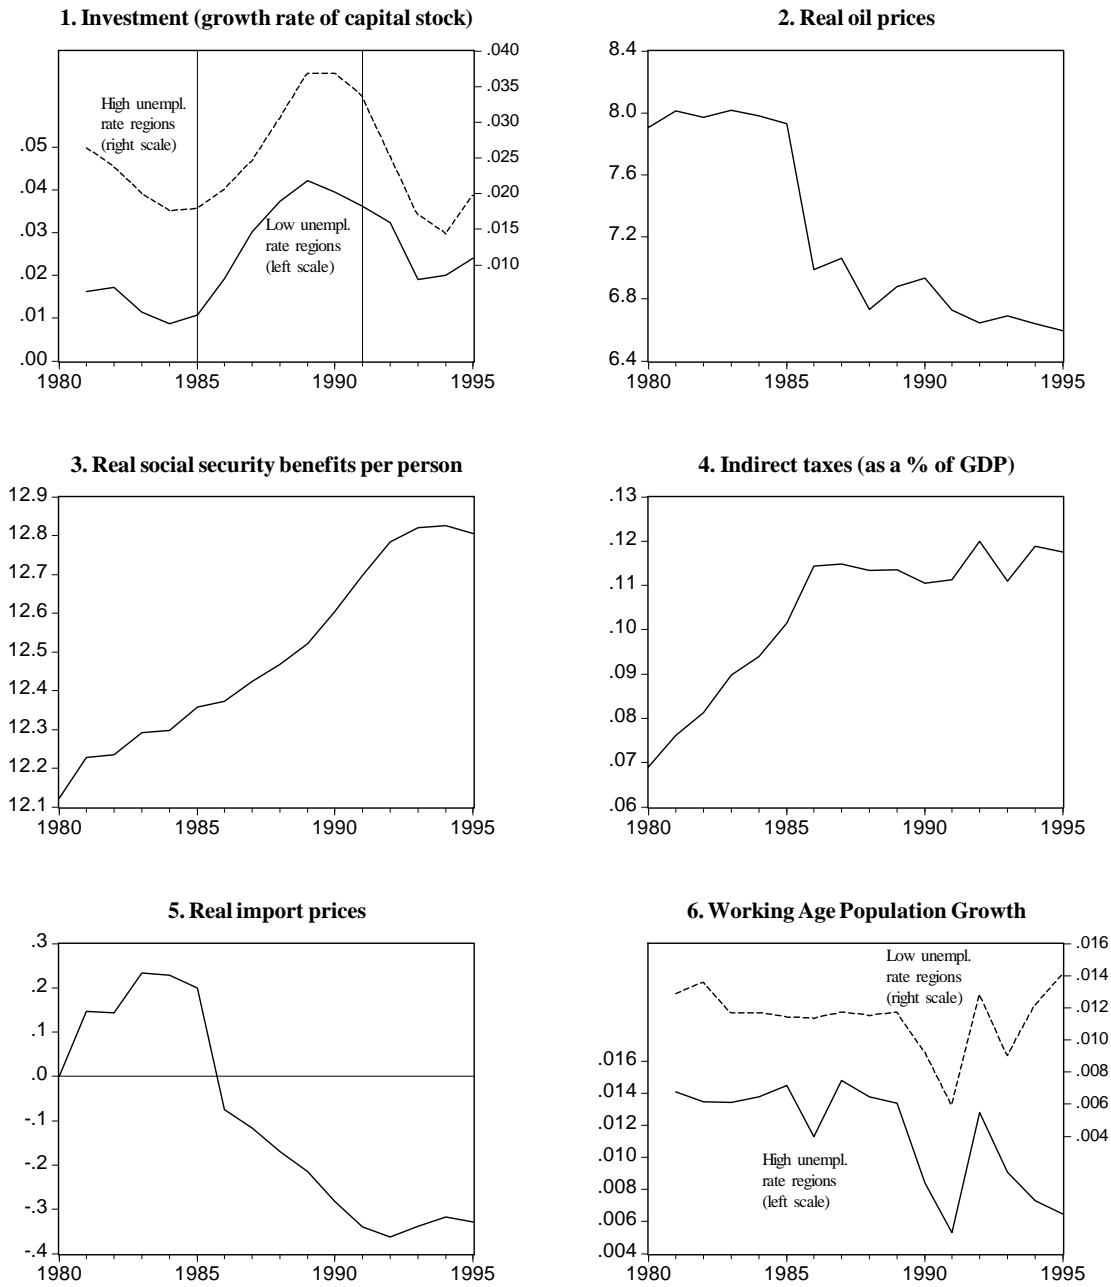 1. Investment (growth rate of capital stock)
.040
.035
.030
.025
.020
.015
.010
High unempl.
rate regions
(right scale)
Low unempl.
rate regions
(left scale)
.05
.04
.03
.02
.01
.00
1980 1985 1990 1995
2. Real oil prices
8.4
8.0
7.6
7.2
6.8
6.4
1980 1985 1990 1995
3. Real social security benefits per person
12.9
12.8
12.7
12.6
12.5
12.4
12.3
12.2
12.1
1980 1985 1990 1995
4. Indirect taxes (as a % of GDP)
.13
.12
.11
.10
.09
.08
.07
.06
1980 1985 1990 1995
5. Real import prices
.3
.2
.1
.0
-.1
-.2
-.3
-.4
1980 1985 1990 1995
6. Working Age Population Growth
Low unempl.
rate regions
(right scale)
.016
.014
.012
.010
.008
.006
.004
.016
.014
.012
.010
.008
.006
.004
High unempl.
rate regions
(left scale)
1980 1985 1990 1995